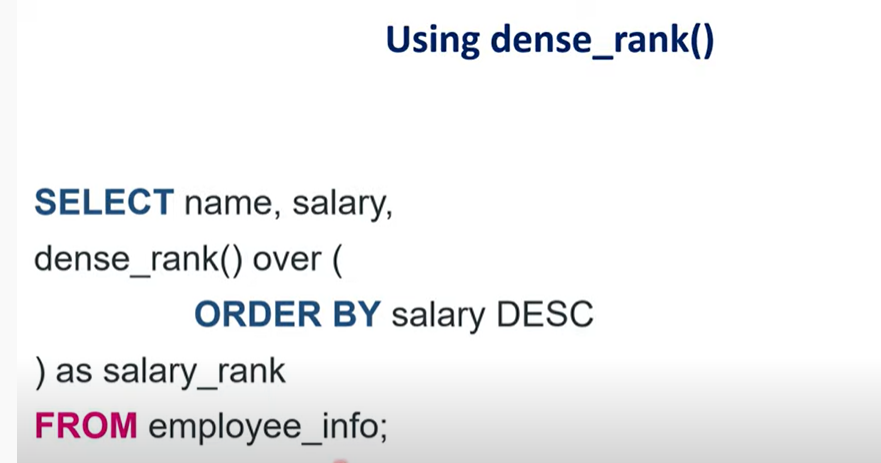 Using dense_rank()
SELECT name, salary,
dense_rank() over (
ORDER BY salary DESC
) as salary_rank
FROM employee_info;